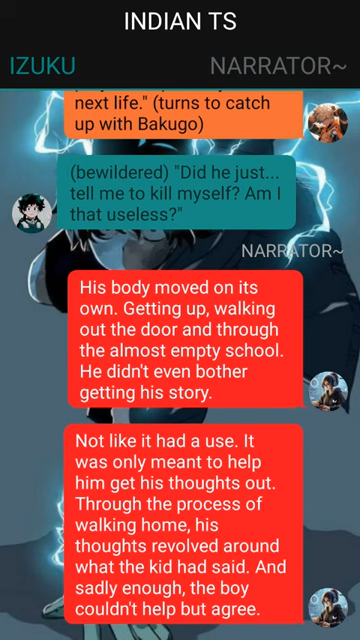 INDIAN TS
IZUKU
NARRATOR~
next life." (turns to catch
up with Bakugo)
(bewildered) "Did he just...
tell me to kill myself? Am I
that useless?"
NARRATOR~
His body moved on its
own. Getting up, walking
out the door and through
the almost empty school.
He didn't even bother
getting his story.
Not like it had a use. It
was only meant to help
him get his thoughts out.
Through the process of
walking home, his
thoughts revolved around
what the kid had said. And
sadly enough, the boy
couldn't help but agree.